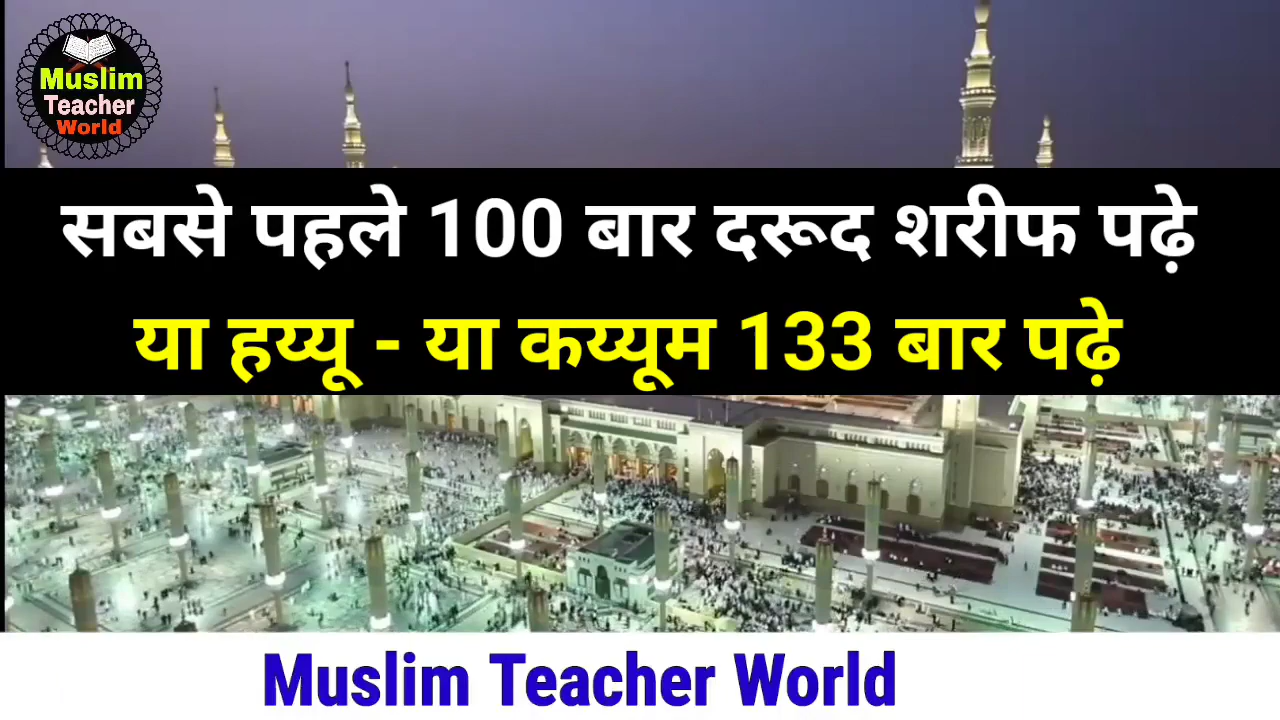 Muslim
Teacher
World
सबसे पहले 100 बार दरूद शरीफ पढ़े
या हय्यू - या कय्यूम 133 बार पढ़े
Muslim Teacher World